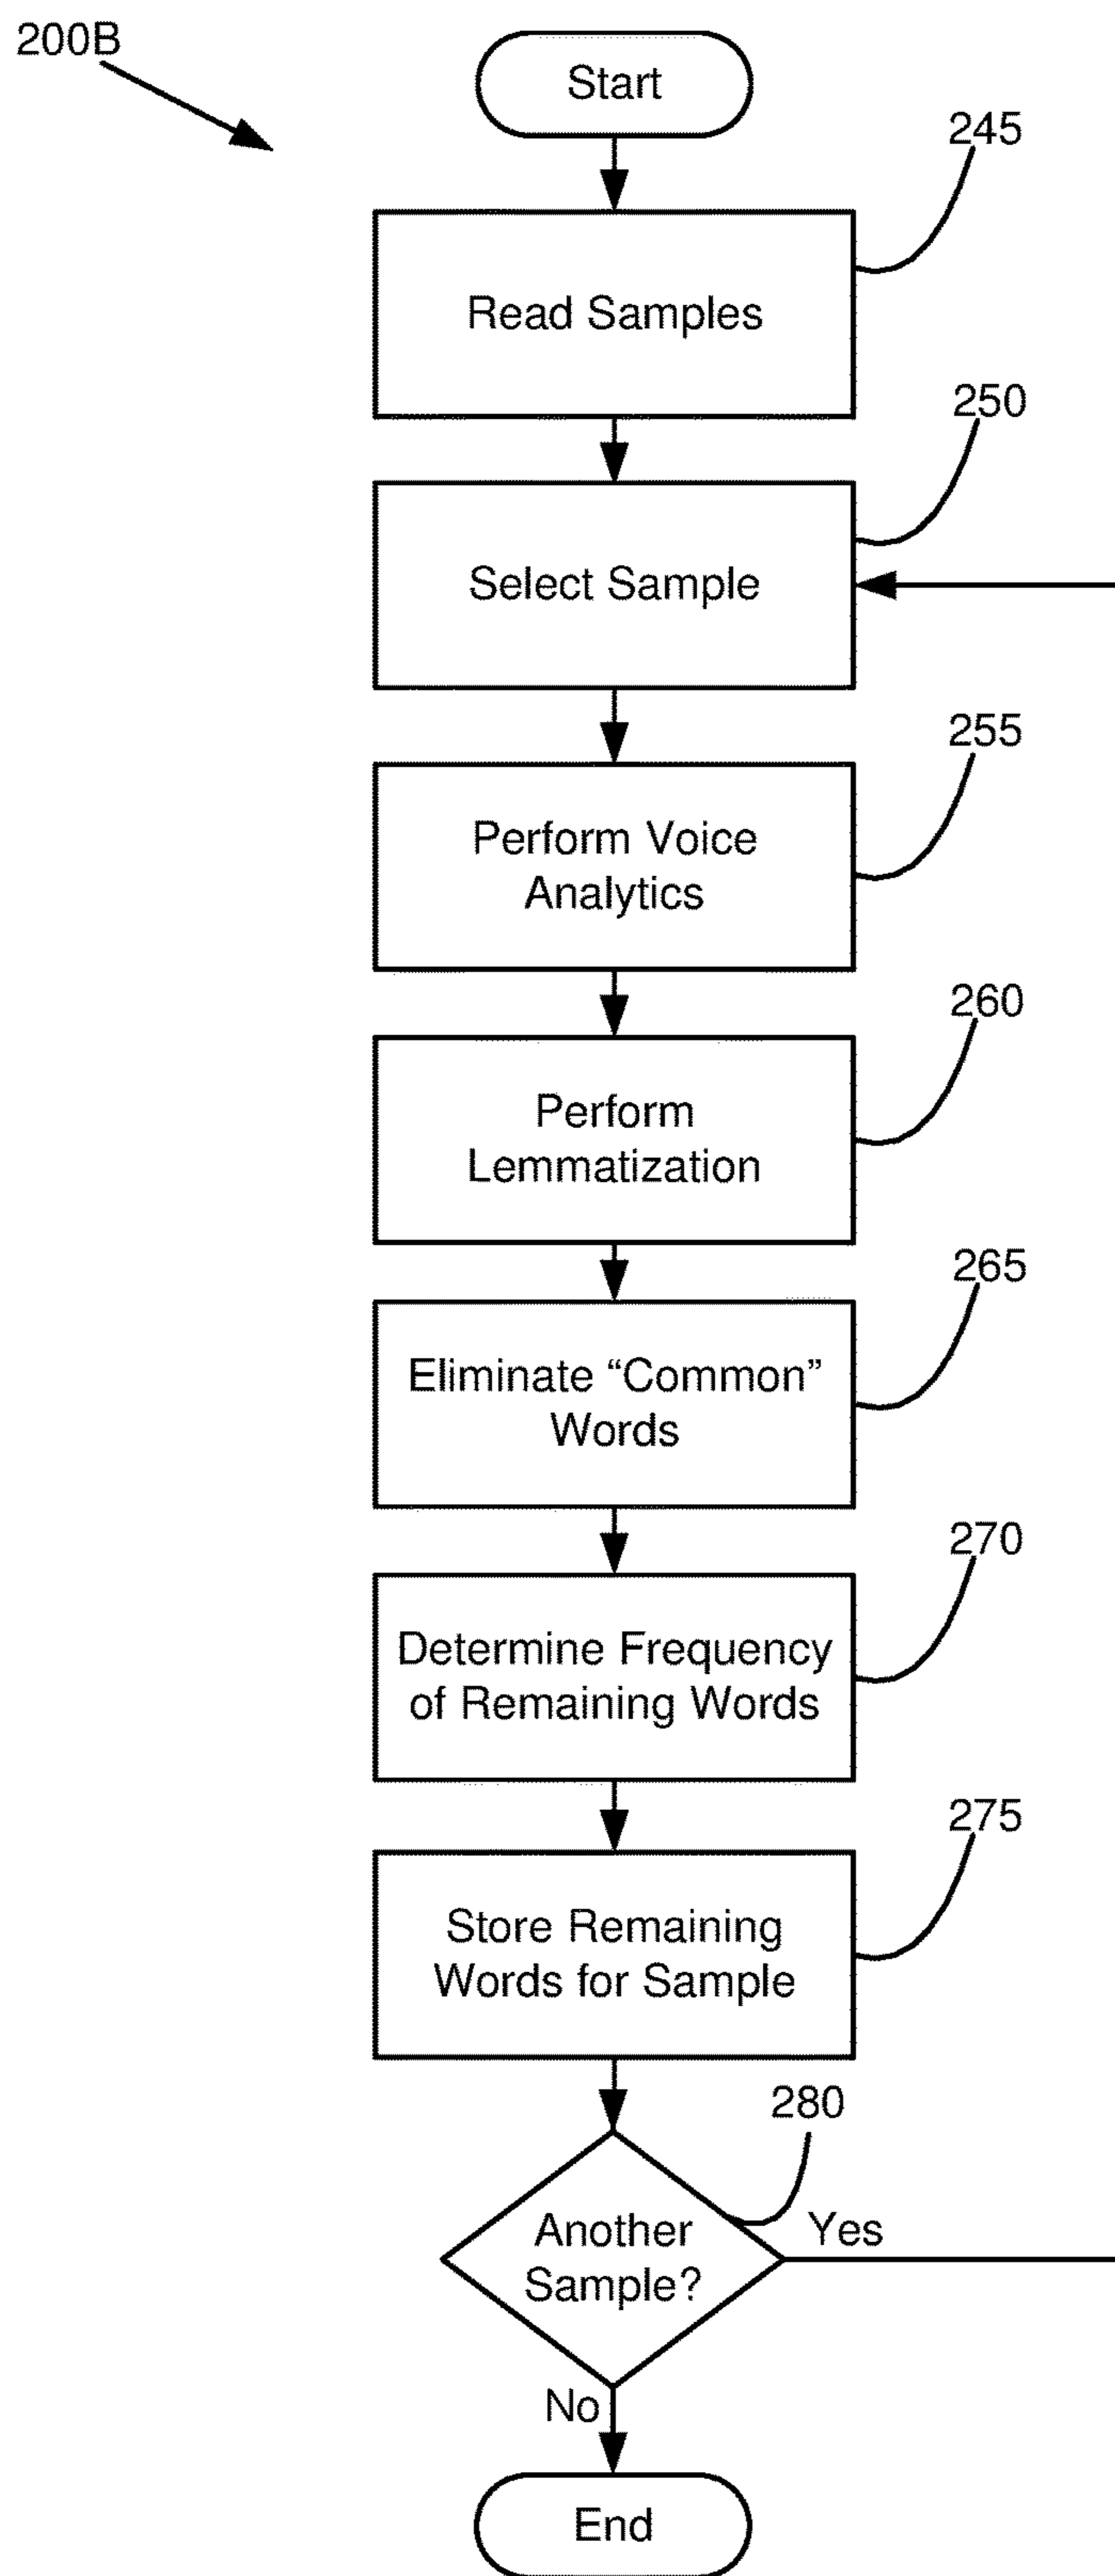 200B
Start
245
Read Samples
250
Select Sample
255
Perform Voice
Analytics
260
Perform
Lemmatization
265
Eliminate “Common”
Words
270
Determine Frequency
of Remaining Words
275
Store Remaining
Words for Sample
280
Another
Sample?
Yes
No
End